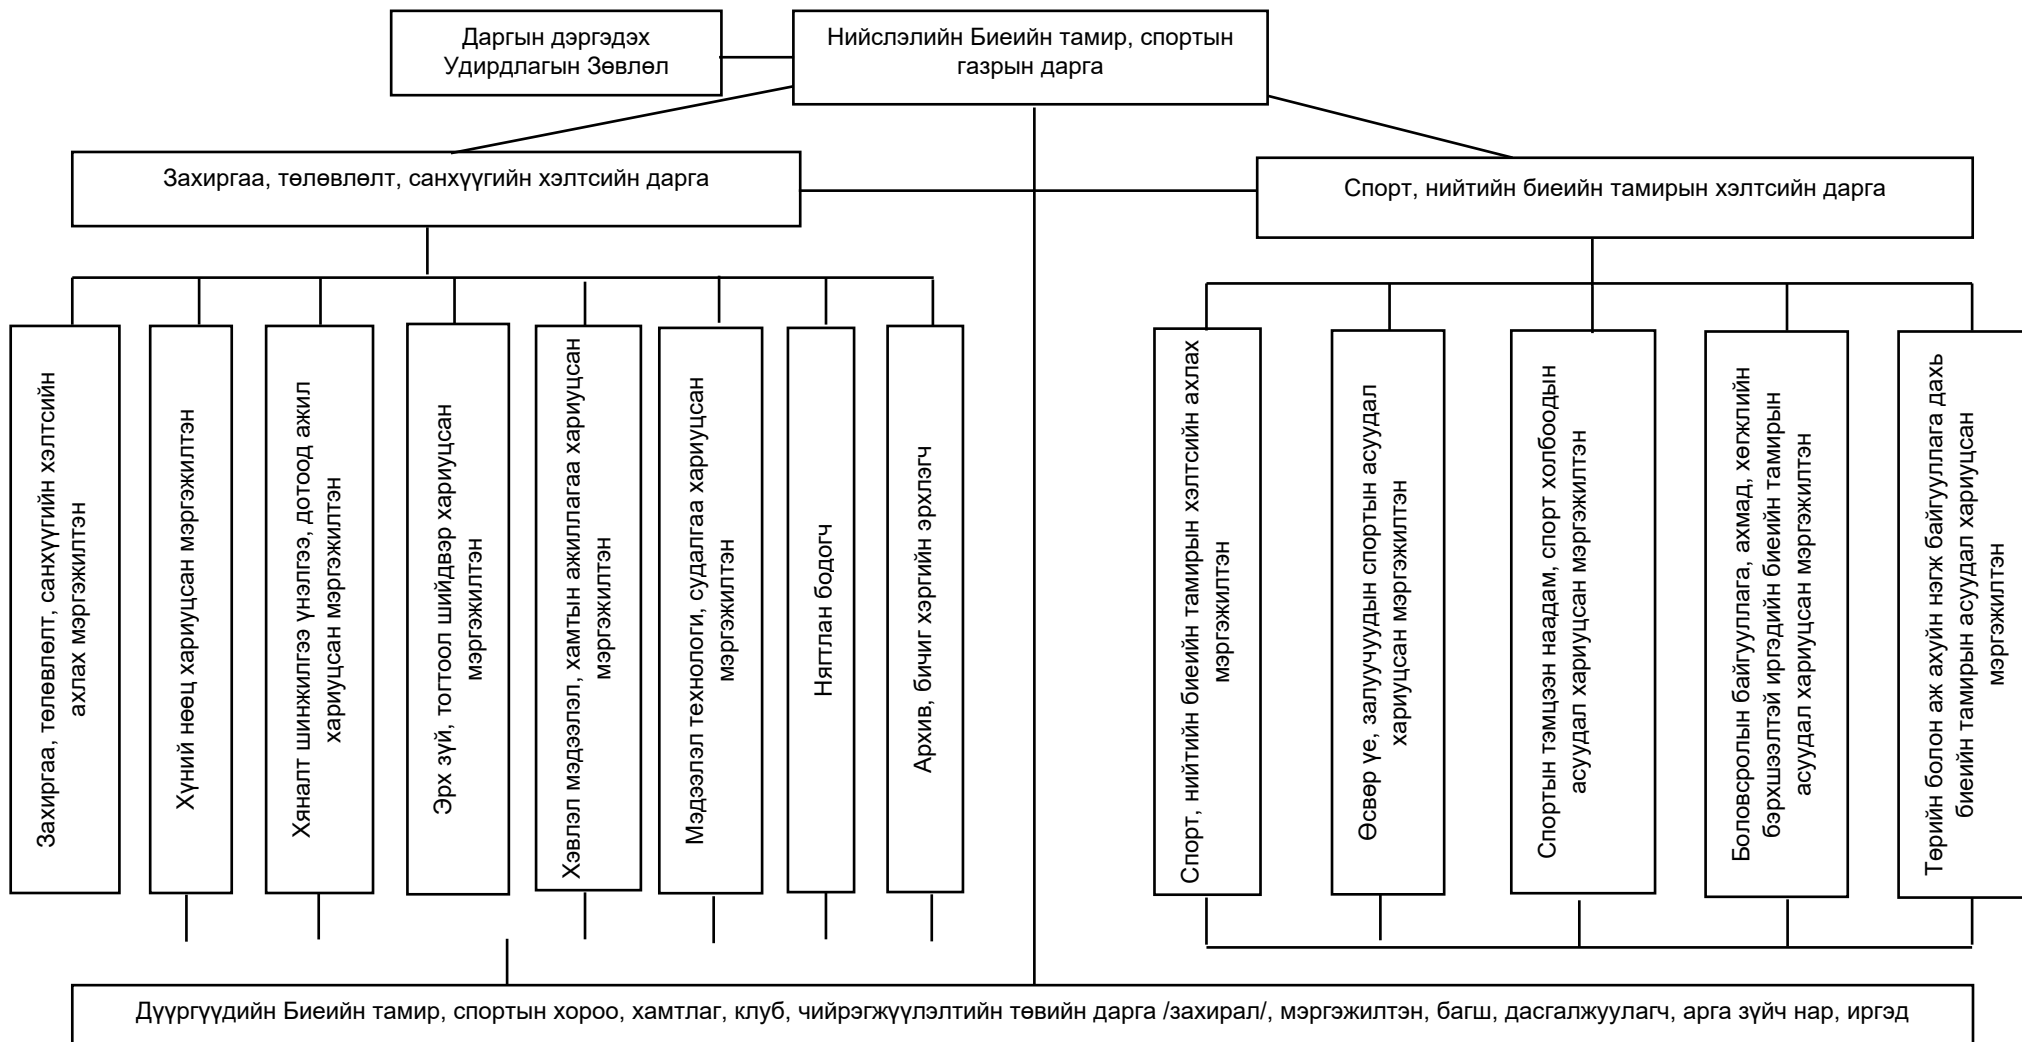 Даргын дэргэдэх
Удирдлагын Зөвлөл
Нийслэлийн Биеийн тамир, спортын
газрын дарга
Захиргаа, төлөвлөлт, санхүүгийн хэлтсийн дарга
Спорт, нийтийн биеийн тамирын хэлтсийн дарга
Захиргаа, төлөвлөлт, санхүүгийн хэлтсийн
ахлах мэргэжилтэн
Хүний нөөц хариуцсан мэргэжилтэн
Хяналт шинжилгээ үнэлгээ, дотоод ажил
хариуцсан мэргэжилтэн
Эрх зүй, тогтоол шийдвэр хариуцсан
мэргэжилтэн
Хэвлэл мэдээлэл, хамтын ажиллагаа хариуцсан
мэргэжилтэн
Мэдээлэл технологи, судалгаа хариуцсан
мэргэжилтэн
Нягтлан бодогч
Архив, бичиг хэргийн эрхлэгч
Спорт, нийтийн биеийн тамирын хэлтсийн ахлах
мэргэжилтэн
Өсвөр үе, залуучуудын спортын асуудал
хариуцсан мэргэжилтэн
Спортын тэмцээн наадам, спорт холбоодын
асуудал хариуцсан мэргэжилтэн
Боловсролын байгууллага, ахмад, хөгжлийн
бэрхшээлтэй иргэдийн биеийн тамирын
асуудал хариуцсан мэргэжилтэн
Төрийн болон аж ахуйн нэгж байгууллага дахь
биеийн тамирын асуудал хариуцсан
мэргэжилтэн
Дүүргүүдийн Биеийн тамир, спортын хороо, хамтлаг, клуб, чийрэгжүүлэлтийн төвийн дарга /захирал/, мэргэжилтэн, багш, дасгалжуулагч, арга зүйч нар, иргэд